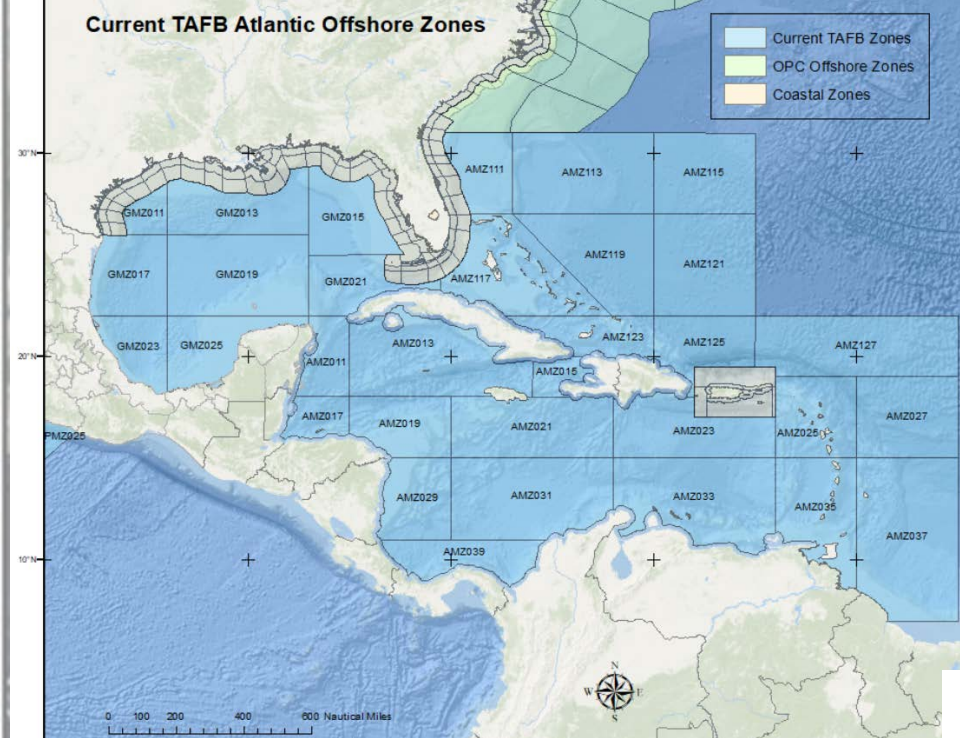 Current TAFB Atlantic Offshore Zones
Current TAFB Zones
OPC Offshore Zones
Coastal Zones
30°N
AMZ111
AMZ113
AMZ115
GMZ011
GMZ013
GMZ015
GMZ017
GMZ019
GMZ021
AMZ117
AMZ119
AMZ121
GMZ023
GMZ025
AMZ013
AMZ123
AMZ125
AMZ127
20°N
AMZ011
AMZ015
AMZ017
AMZ019
AMZ021
AMZ023
AMZ025
AMZ027
PMZ025
AMZ029
AMZ031
AMZ033
AMZ035
AMZ037
AMZ039
10°N
N
W E
S
0 100 200 400 600 Nautical Miles